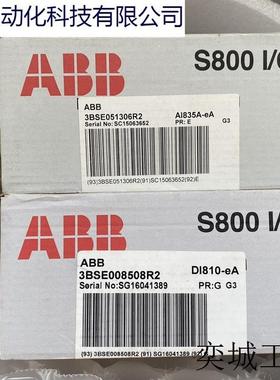 动化科技有限公司
ABB
S800 I/
ABB
3BSE051306R2
AI835A-eA
PR: E
G3
Serial No: SC15063652
(93)3BSE051306R2(91)SC15063652(92)E
ABB
S800 I/
ABB
3BSE008508R2
DI810-eA
Serial No:SG16041389
PR:G G3
(93) 3BSE008508R2 (91) SG16041389 (92)
奕城工